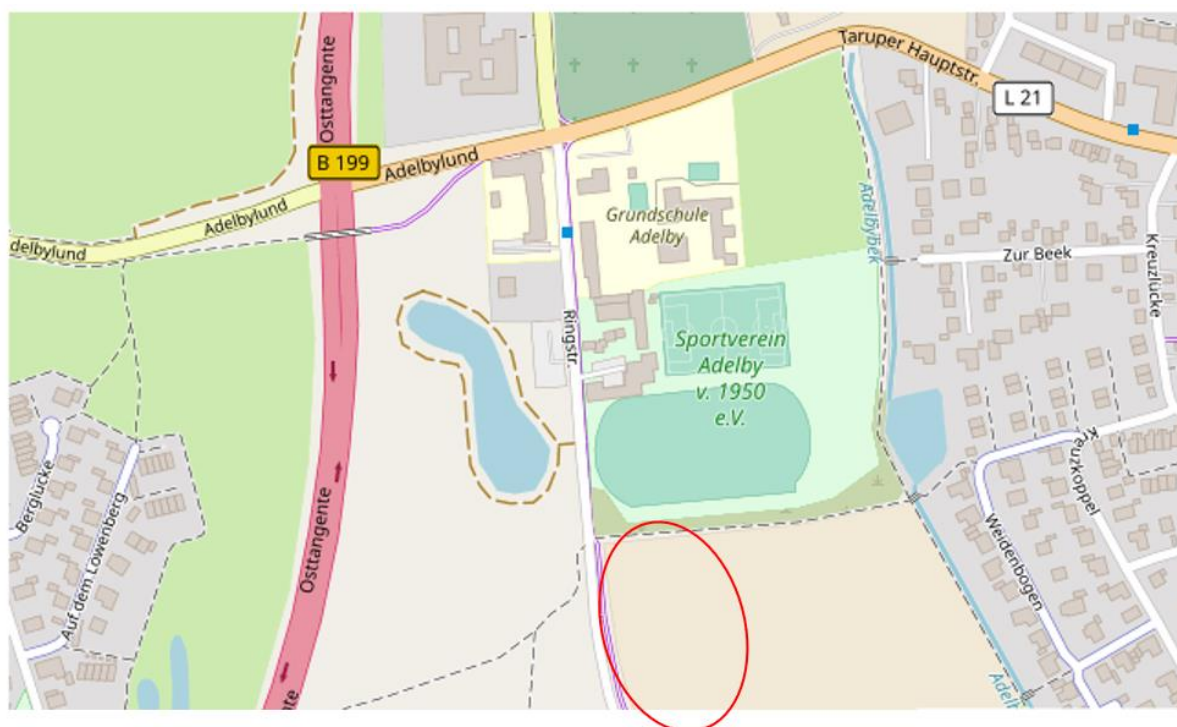 Osttangente
B 199
Adelbylund
Adelbylund
delbylund
Taruper Hauptstr.
L 21
Grundschule
Adelby
Adelbybek
Zur Beek
Kreuzlücke
Ringstr.
Sportverein
Adelby
v. 1950
e.V.
Berglücke
Auf dem Löwenberg
Osttangente
Kreuzkoppel
Weidenbogen
nte
Adelb